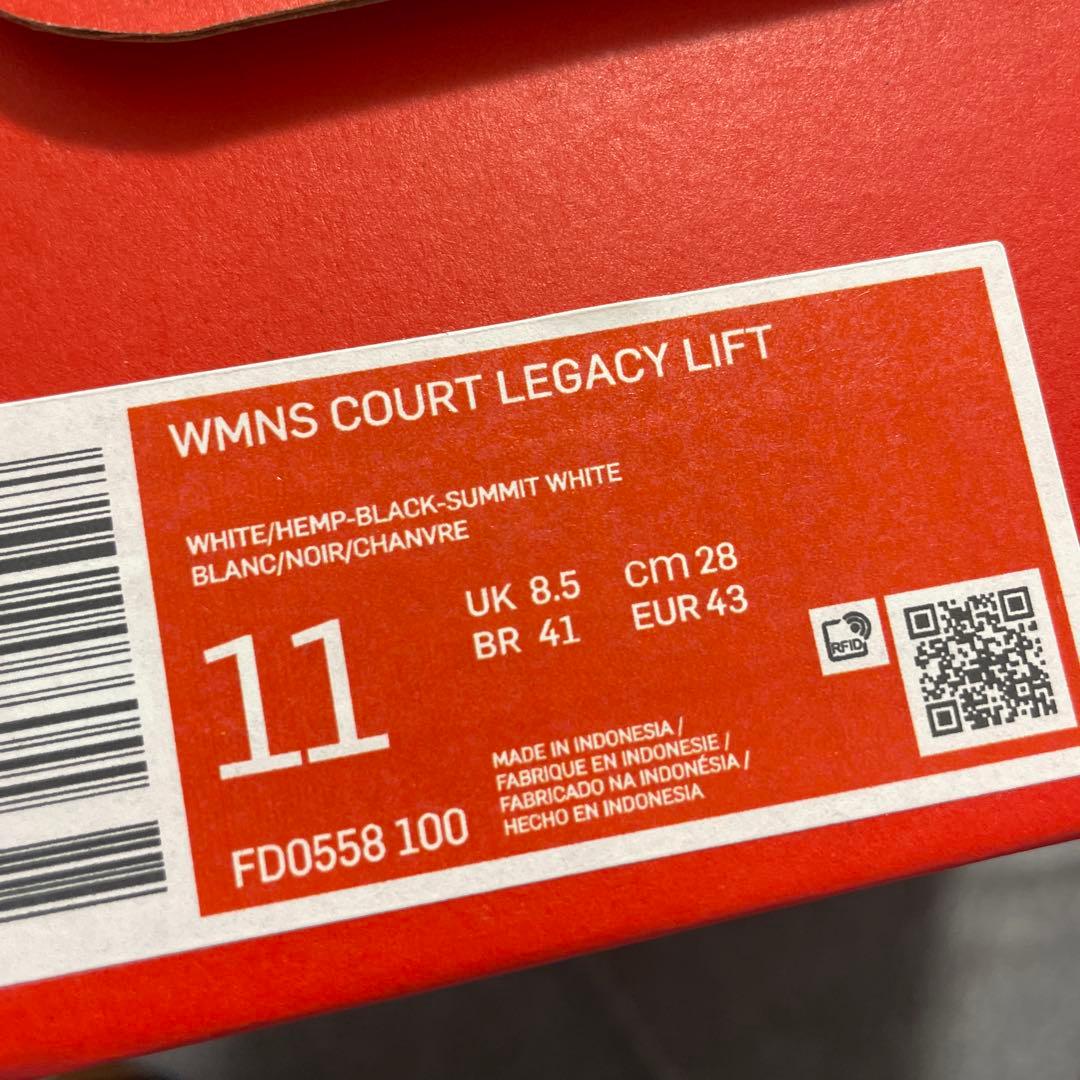 WMNS COURT LEGACY LIFT
WHITE/HEMP-BLACK-SUMMIT WHITE
BLANC/NOIR/CHANVRE
11
UK 8.5
cm 28
BR 41
EUR 43
RFID
MADE IN INDONESIA /
FABRIQUE EN INDONESIE /
FABRICADO NA INDONÉSIA /
HECHO EN INDONESIA
FD0558 100